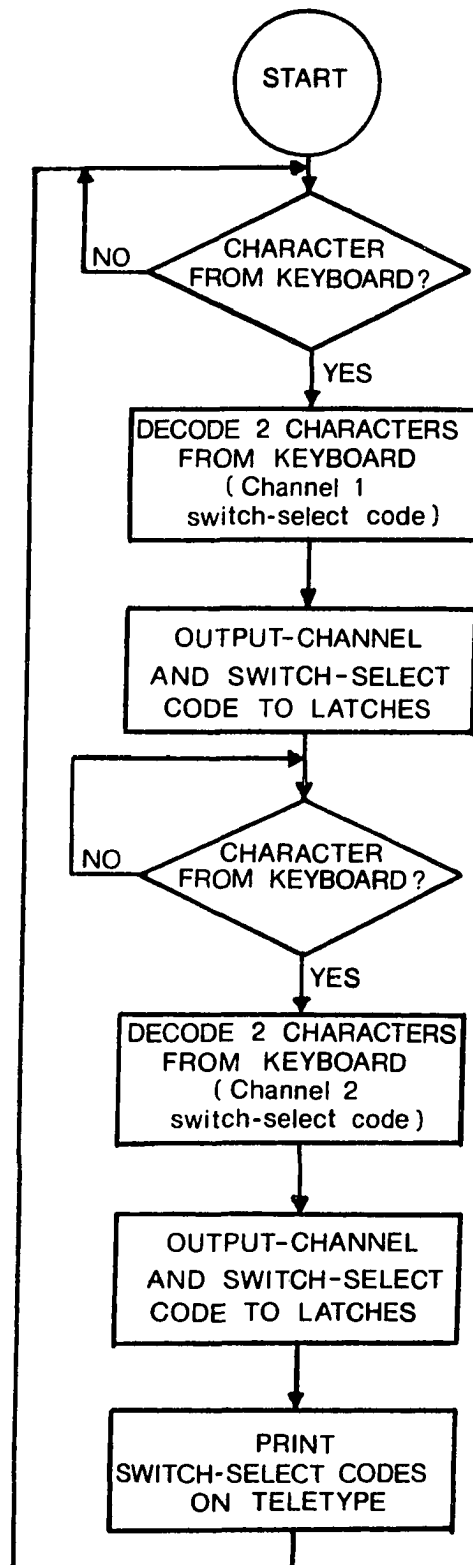 START
CHARACTER
FROM KEYBOARD?
NO
YES
DECODE 2 CHARACTERS
FROM KEYBOARD
(Channel 1
switch-select code)
OUTPUT-CHANNEL
AND SWITCH-SELECT
CODE TO LATCHES
CHARACTER
FROM KEYBOARD?
NO
YES
DECODE 2 CHARACTERS
FROM KEYBOARD
(Channel 2
switch-select code)
OUTPUT-CHANNEL
AND SWITCH-SELECT
CODE TO LATCHES
PRINT
SWITCH-SELECT CODES
ON TELETYPE